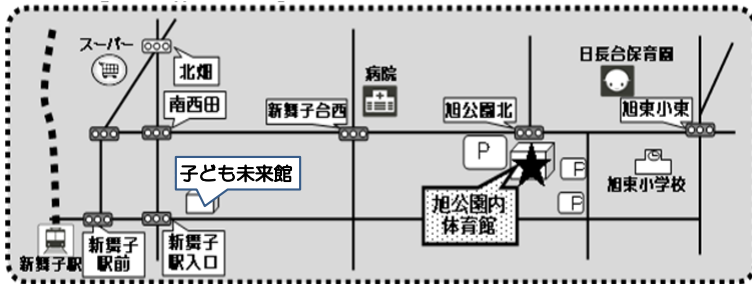 スーパー
北畑
病院
日長台保育園
南西田
新舞子台西
旭公園北
旭東小東
P
子ども未来館
P
旭東小学校
旭公園内
体育館
P
新舞子駅
新舞子
駅前
新舞子
駅入口